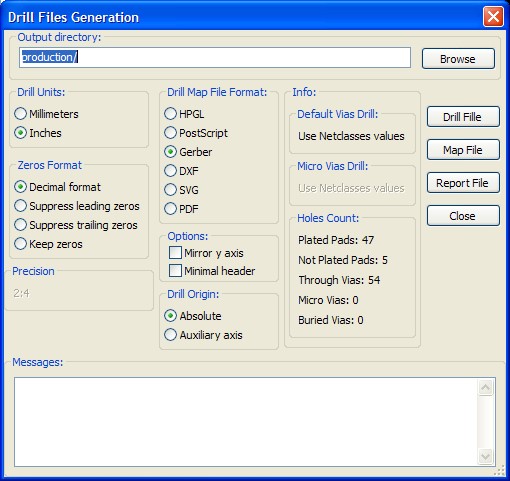 Drill Files Generation
Output directory:
production/
Browse
Drill Units:
Millimeters
Inches
Zeros Format
Decimal format
Suppress leading zeros
Suppress trailing zeros
Keep zeros
Precision
2:4
Drill Map File Format:
HPGL
PostScript
Gerber
DXF
SVG
PDF
Options:
Mirror y axis
Minimal header
Drill Origin:
Absolute
Auxiliary axis
Info:
Default Vias Drill:
Use Netclasses values
Micro Vias Drill:
Use Netclasses values
Holes Count:
Plated Pads: 47
Not Plated Pads: 5
Through Vias: 54
Micro Vias: 0
Buried Vias: 0
Drill Fille
Map File
Report File
Close
Messages: